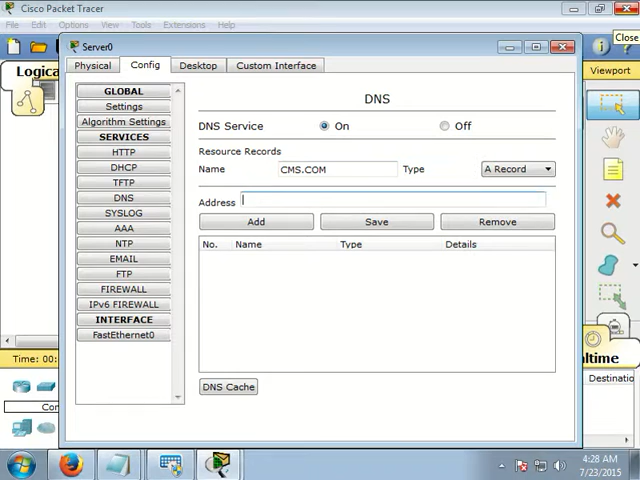 Cisco Packet Tracer
File Edit Options View Tools Extensions Help
Close
Server0
Physical Config Desktop Custom Interface
Logica
Viewport
GLOBAL
Settings
Algorithm Settings
SERVICES
HTTP
DHCP
TFTP
DNS
SYSLOG
AAA
NTP
EMAIL
FTP
FIREWALL
IPv6 FIREWALL
INTERFACE
FastEthernet0
DNS
DNS Service On Off
Resource Records
Name CMS.COM Type A Record
Address
Add Save Remove
No. Name Type Details
DNS Cache
Time: 00:
ealtime
Destinatio
Con
4:28 AM
7/23/2015